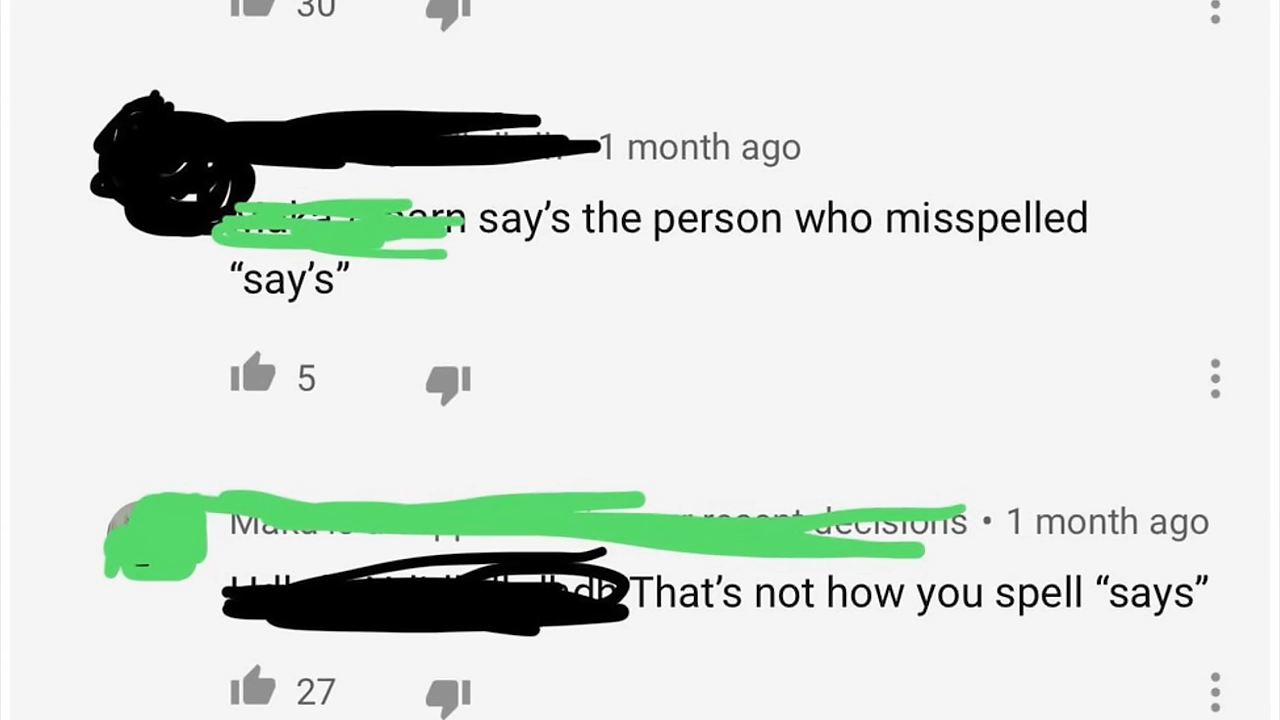 30
1 month ago
say’s the person who misspelled
“say’s”
5
decisions • 1 month ago
That’s not how you spell “says”
27